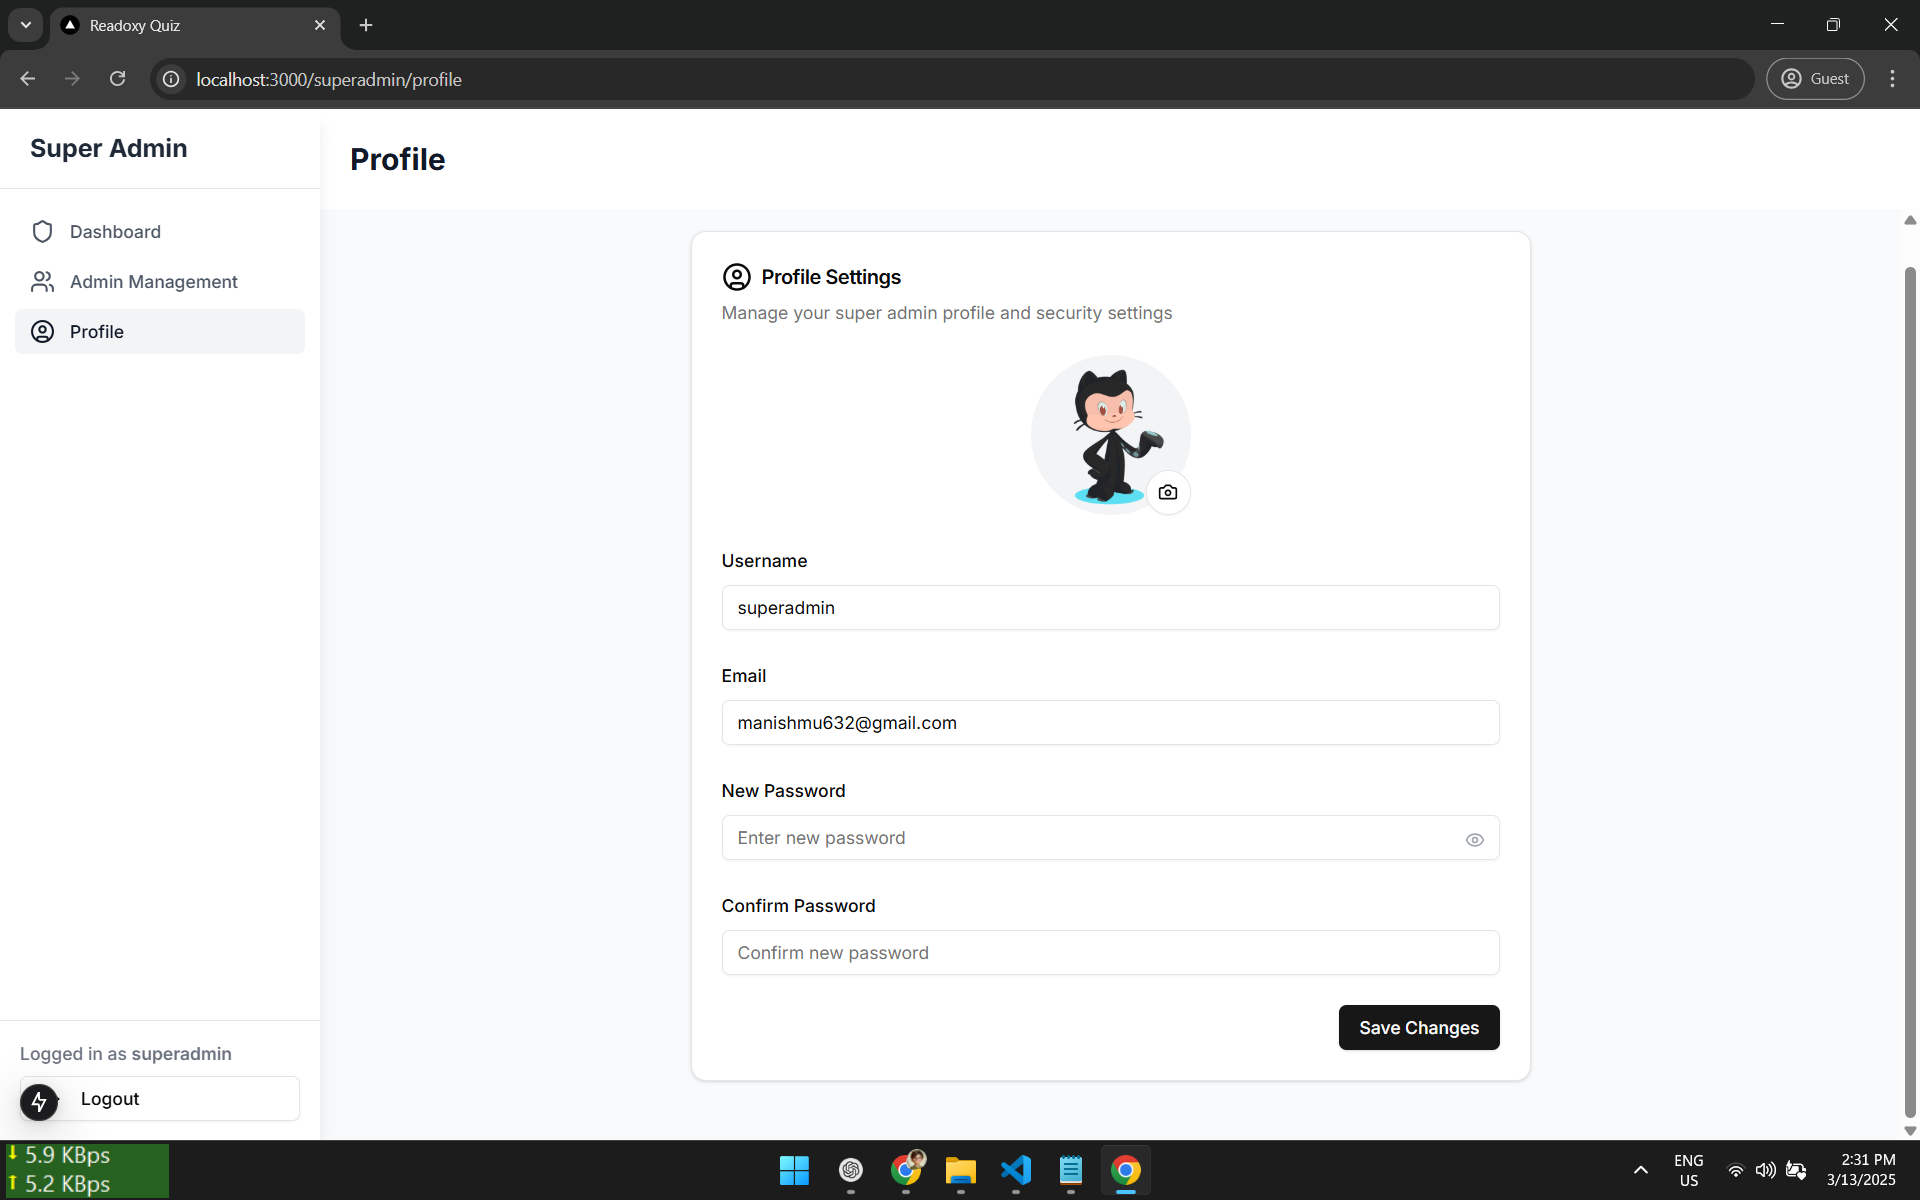 Readoxy Quiz
localhost:3000/superadmin/profile
Guest
Super Admin
Profile
Dashboard
Admin Management
Profile
Profile Settings
Manage your super admin profile and security settings
Username
superadmin
Email
manishmu632@gmail.com
New Password
Enter new password
Confirm Password
Confirm new password
Save Changes
Logged in as superadmin
Logout
5.9 KBps
5.2 KBps
ENG
US
2:31 PM
3/13/2025